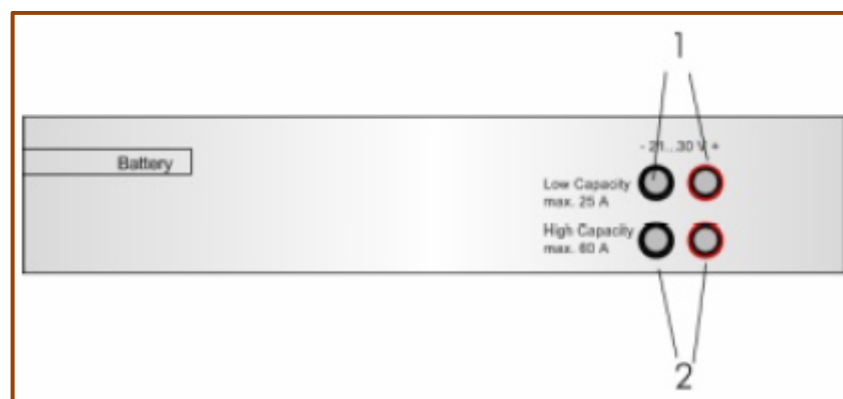 1
- 21...30 V +
Battery
Low Capacity
max. 25 A
High Capacity
max. 60 A
2